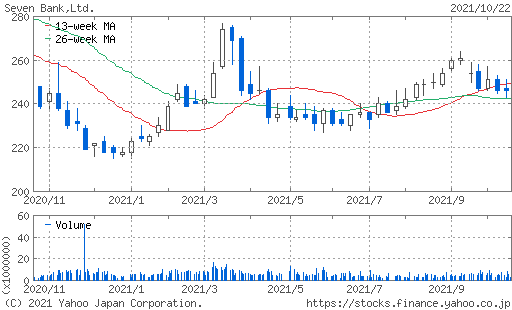 Seven Bank,Ltd. 2021/10/22
280
13-week MA
26-week MA
260
240
220
200
2020/11 2021/1 2021/3 2021/5 2021/7 2021/9
60
Volume
40
20
0
(x1000000)
2020/11 2021/1 2021/3 2021/5 2021/7 2021/9
(C) 2021 Yahoo Japan Corporation. https://stocks.finance.yahoo.co.jp/